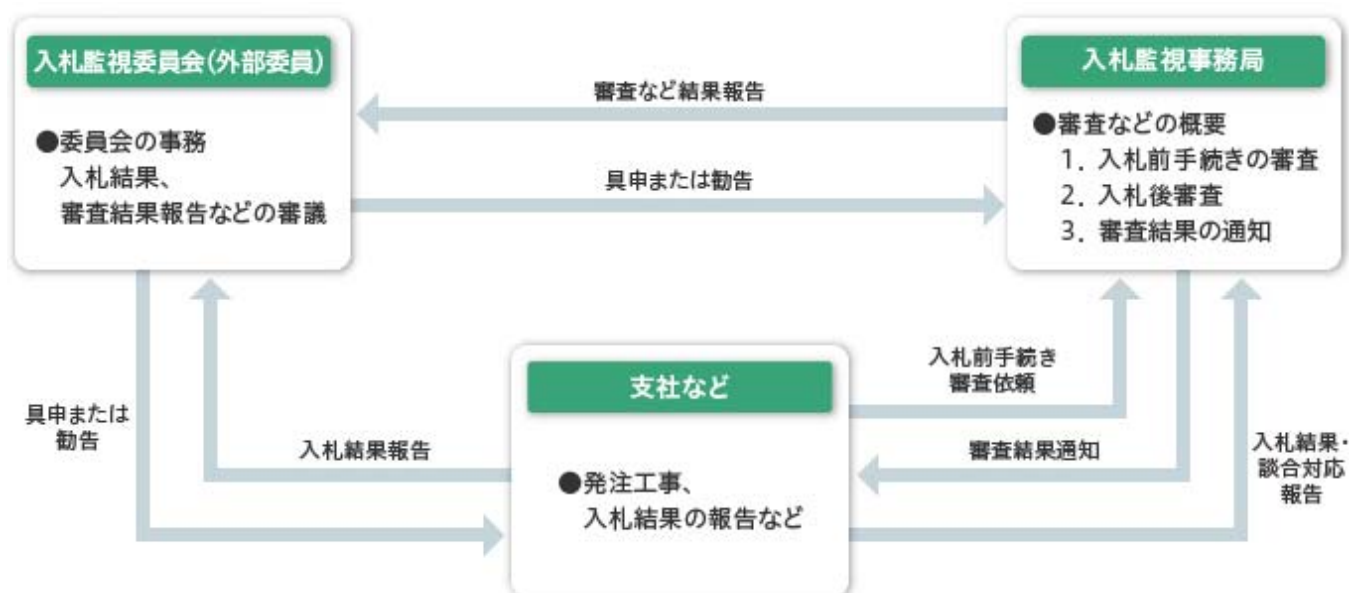 入札監視委員会(外部委員)
●委員会の事務
入札結果、
審査結果報告などの審議
審査など結果報告
具申または勧告
入札監視事務局
●審査などの概要
1. 入札前手続きの審査
2. 入札後審査
3. 審査結果の通知
具申または
勧告
入札結果報告
支社など
●発注工事、
入札結果の報告など
入札前手続き
審査依頼
審査結果通知
入札結果・
談合対応
報告